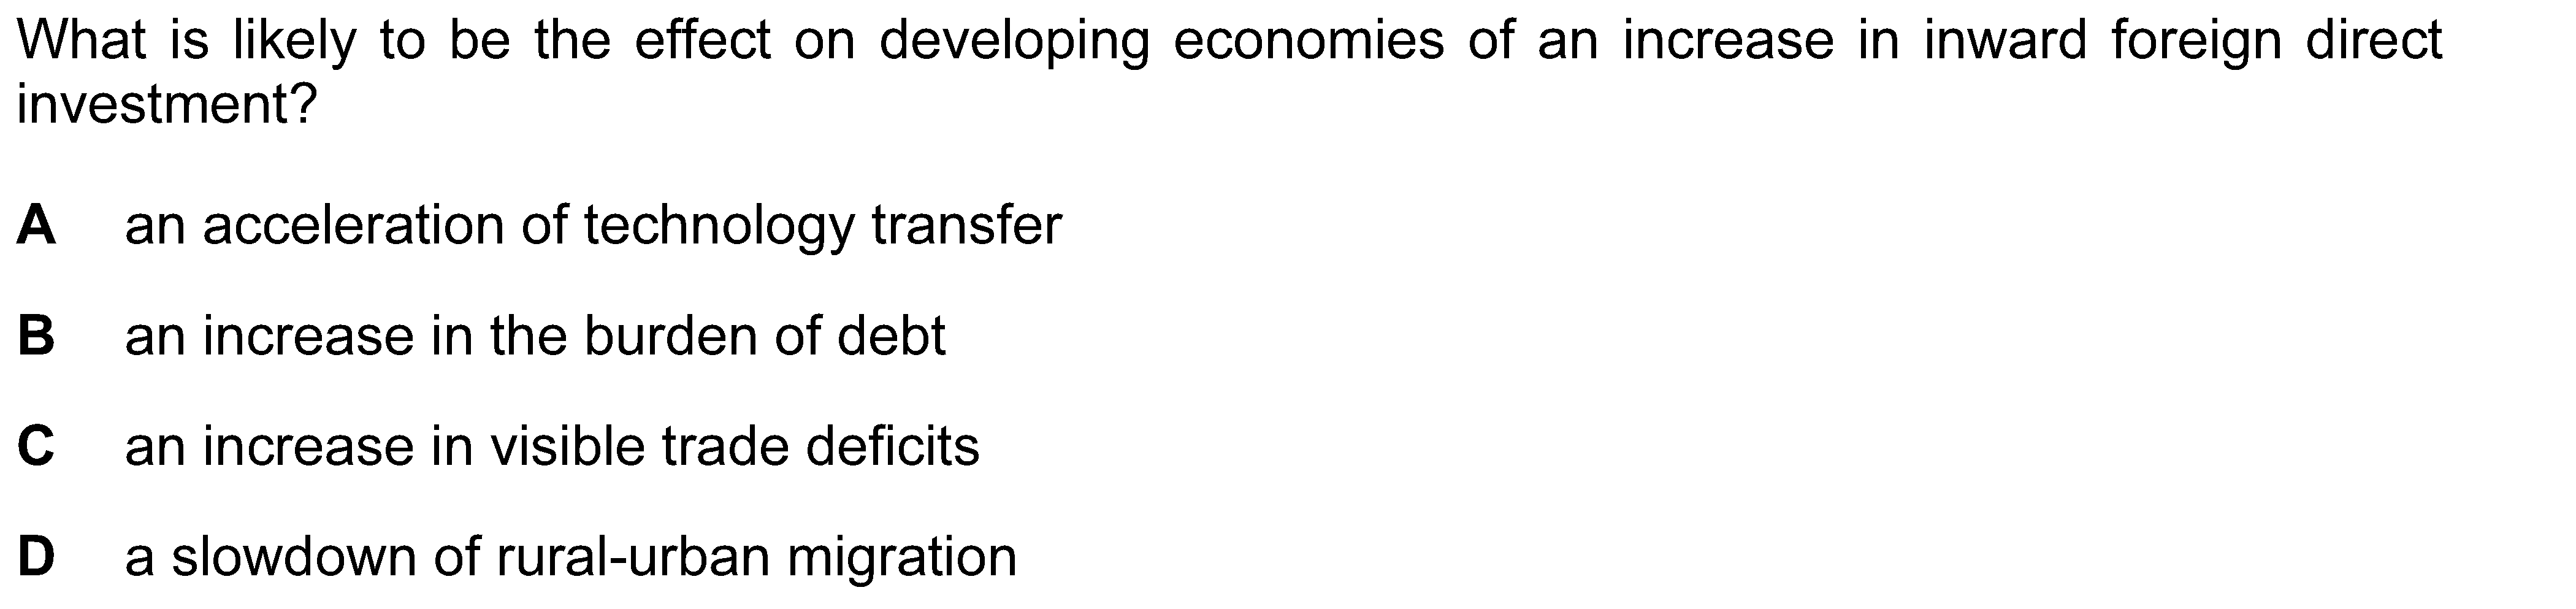 What is likely to be the effect on developing economies of an increase in inward foreign direct
investment?
A an acceleration of technology transfer
B an increase in the burden of debt
C an increase in visible trade deficits
D a slowdown of rural-urban migration